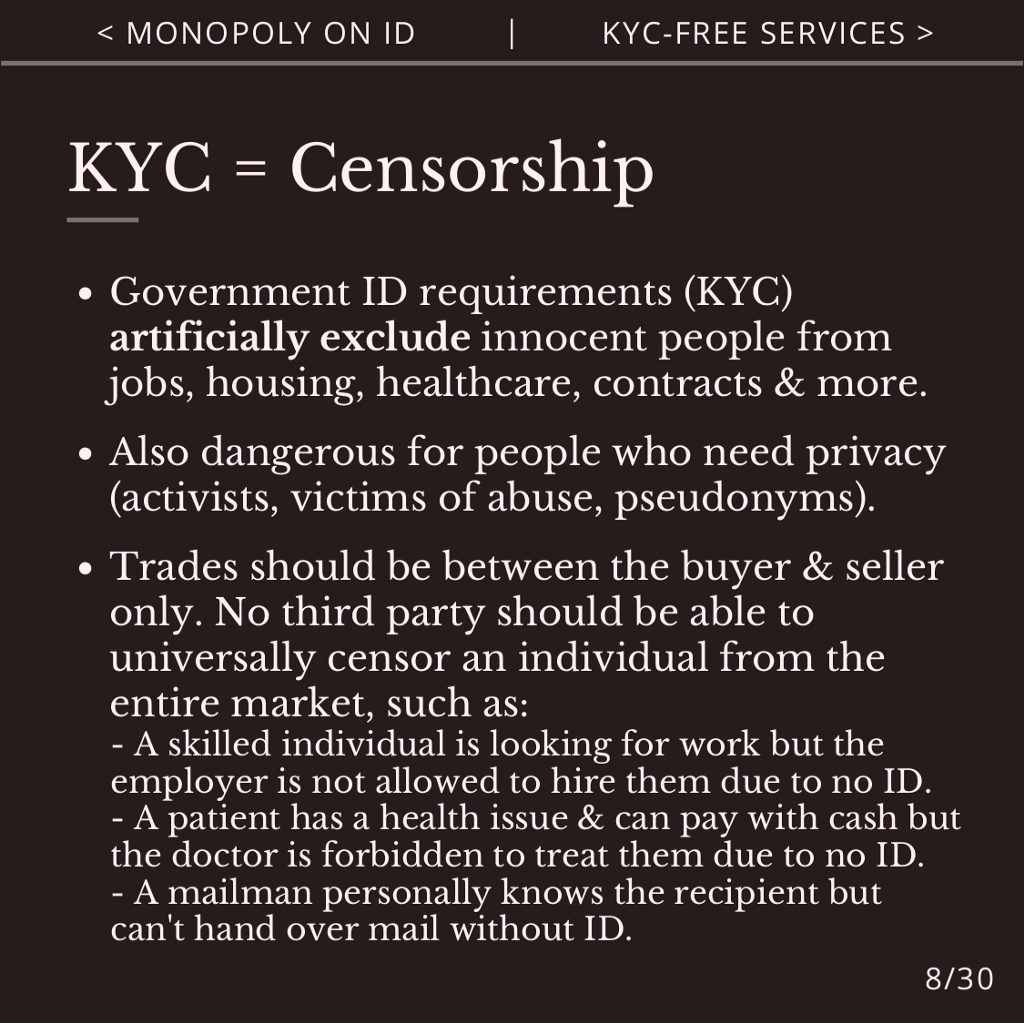 < MONOPOLY ON ID | KYC-FREE SERVICES >
KYC = Censorship
• Government ID requirements (KYC)
artificially exclude innocent people from
jobs, housing, healthcare, contracts & more.
• Also dangerous for people who need privacy
(activists, victims of abuse, pseudonyms).
• Trades should be between the buyer & seller
only. No third party should be able to
universally censor an individual from the
entire market, such as:
- A skilled individual is looking for work but the
employer is not allowed to hire them due to no ID.
- A patient has a health issue & can pay with cash but
the doctor is forbidden to treat them due to no ID.
- A mailman personally knows the recipient but
can't hand over mail without ID.
8/30